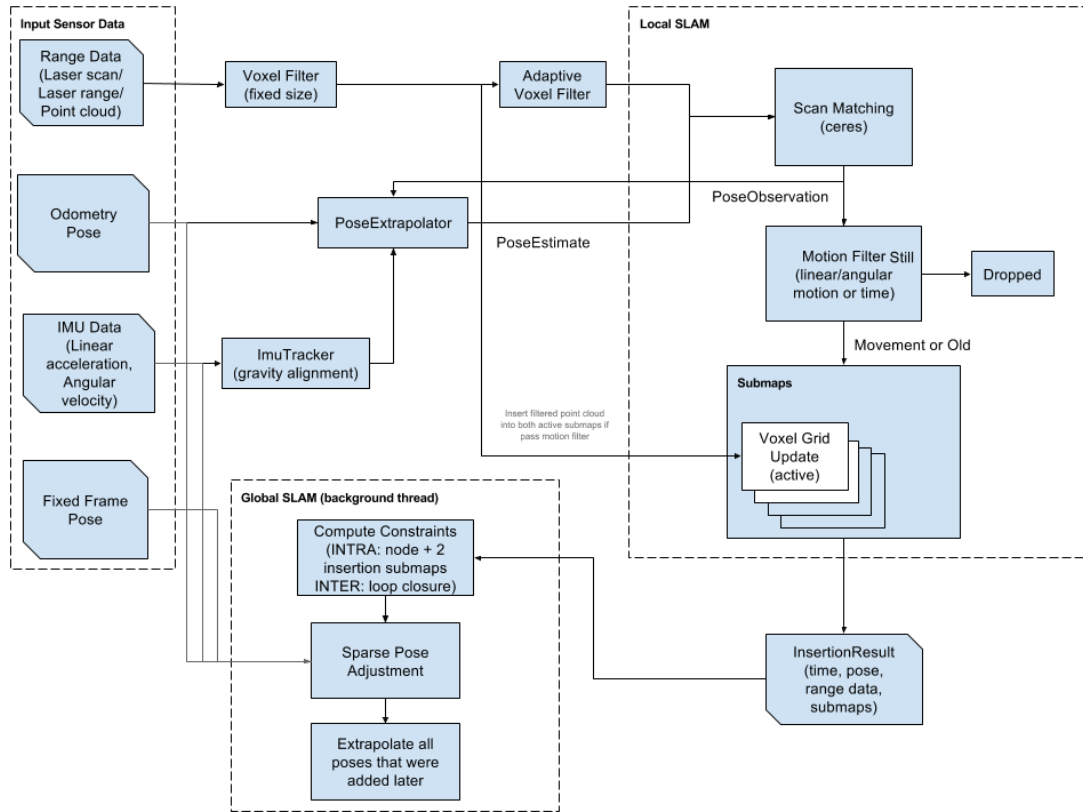 Input Sensor Data
Range Data
(Laser scan/
Laser range/
Point cloud)
Voxel Filter
(fixed size)
Adaptive
Voxel Filter
Local SLAM
Scan Matching
(ceres)
Odometry
Pose
PoseExtrapolator
PoseObservation
PoseEstimate
Motion Filter Still
(linear/angular
motion or time)
Dropped
IMU Data
(Linear
acceleration,
Angular
velocity)
ImuTracker
(gravity alignment)
Movement or Old
Submaps
Insert filtered point cloud
into both active submaps if
pass motion filter
Voxel Grid
Update
(active)
Fixed Frame
Pose
Global SLAM (background thread)
Compute Constraints
(INTRA: node + 2
insertion submaps
INTER: loop closure)
Sparse Pose
Adjustment
InsertionResult
(time, pose,
range data,
submaps)
Extrapolate all
poses that were
added later